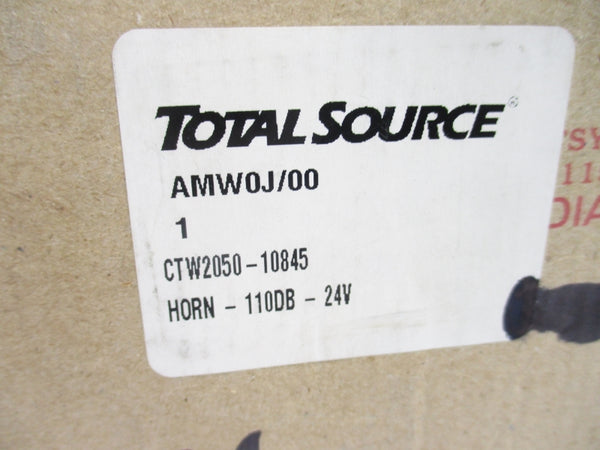 TOTAL SOURCE®
AMW0J/00
1
CTW2050-10845
HORN - 110DB - 24V